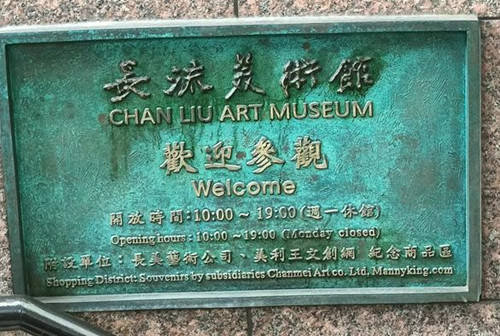 長流美術館
CHAN LIU ART MUSEUM
歡迎參觀
Welcome
開放時間:10:00～19:00(週一休館)
Opening hours:10:00～19:00(Monday closed)
附設單位:長美藝術公司、美利王文創網 紀念商品區
Shopping District: Souvenirs by subsidiaries Chanmei Art co. Ltd. Mannyking.com